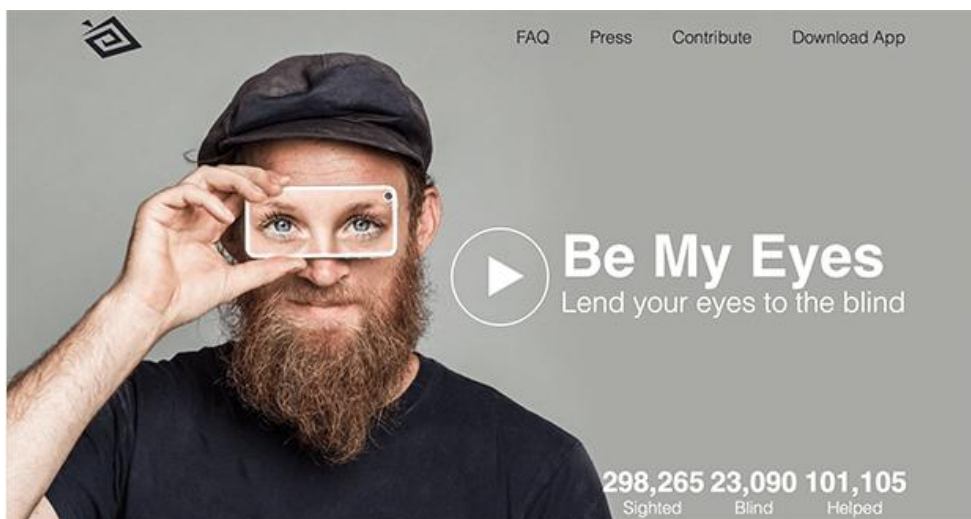 FAQ Press Contribute Download App
Be My Eyes
Lend your eyes to the blind
298,265 23,090 101,105
Sighted Blind Helped